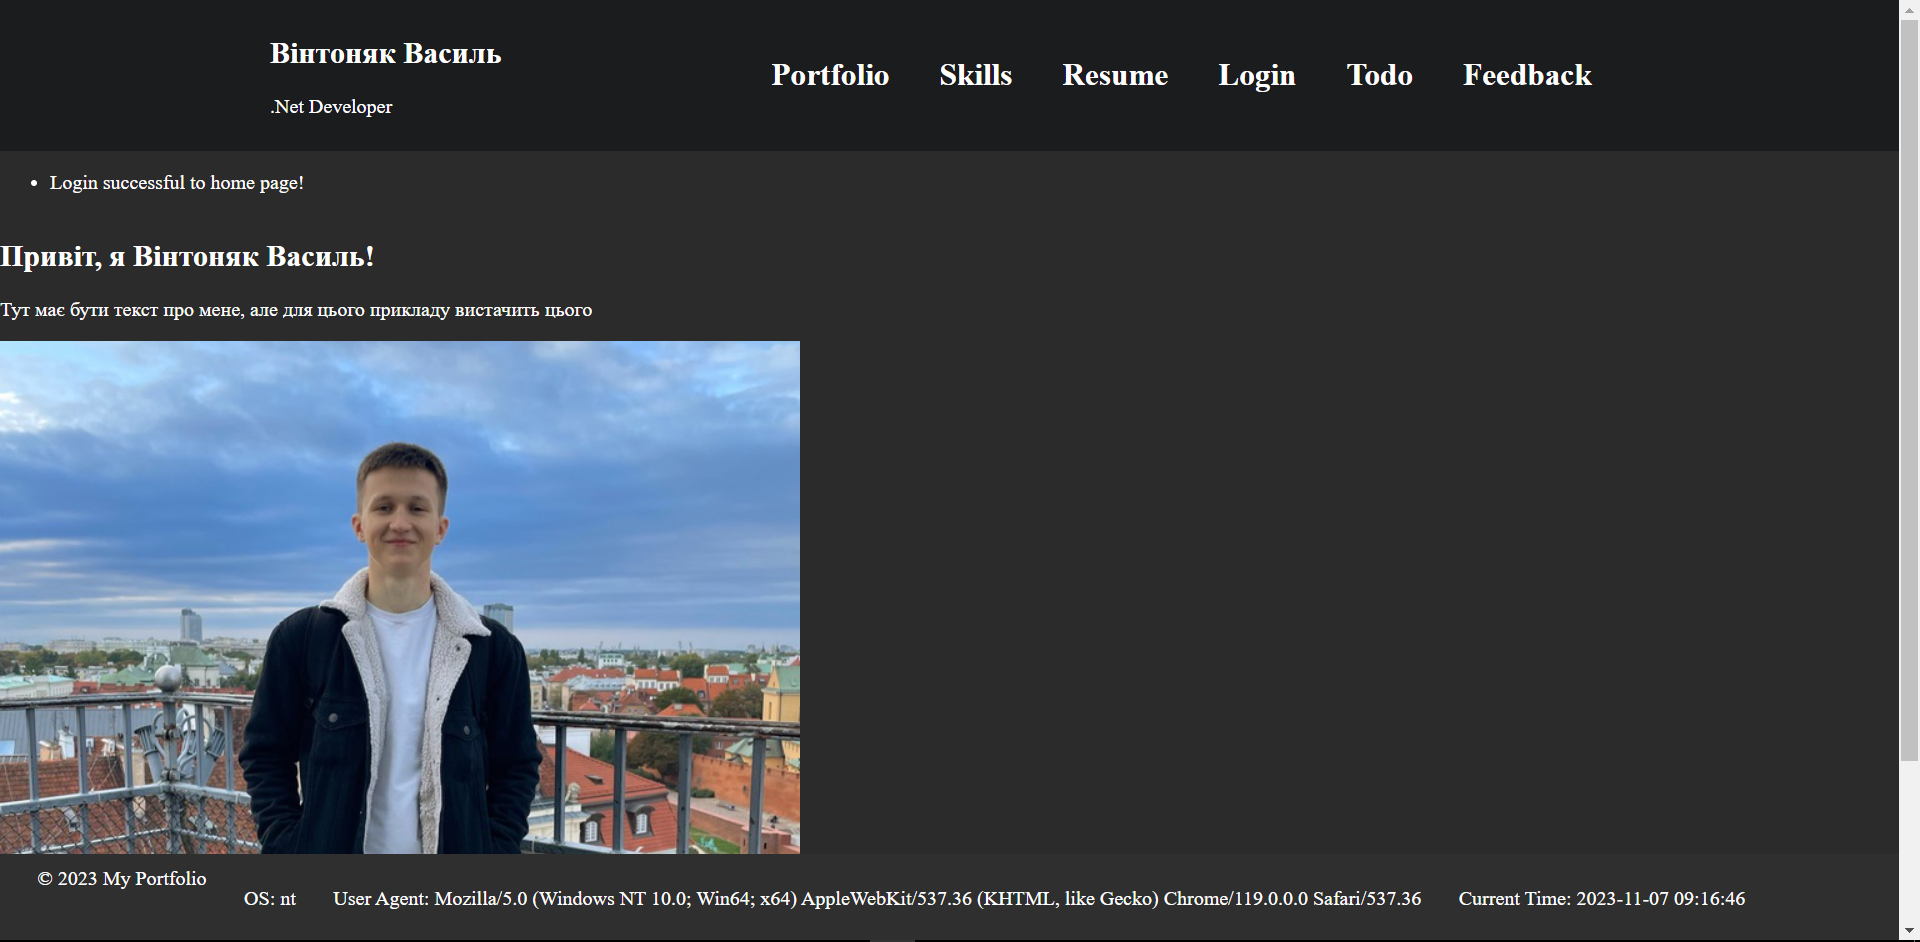 Вінтоняк Василь
.Net Developer
Portfolio Skills Resume Login Todo Feedback
• Login successful to home page!
Привіт, я Вінтоняк Василь!
Тут має бути текст про мене, але для цього прикладу вистачить цього
© 2023 My Portfolio
OS: nt User Agent: Mozilla/5.0 (Windows NT 10.0; Win64; x64) AppleWebKit/537.36 (KHTML, like Gecko) Chrome/119.0.0.0 Safari/537.36 Current Time: 2023-11-07 09:16:46